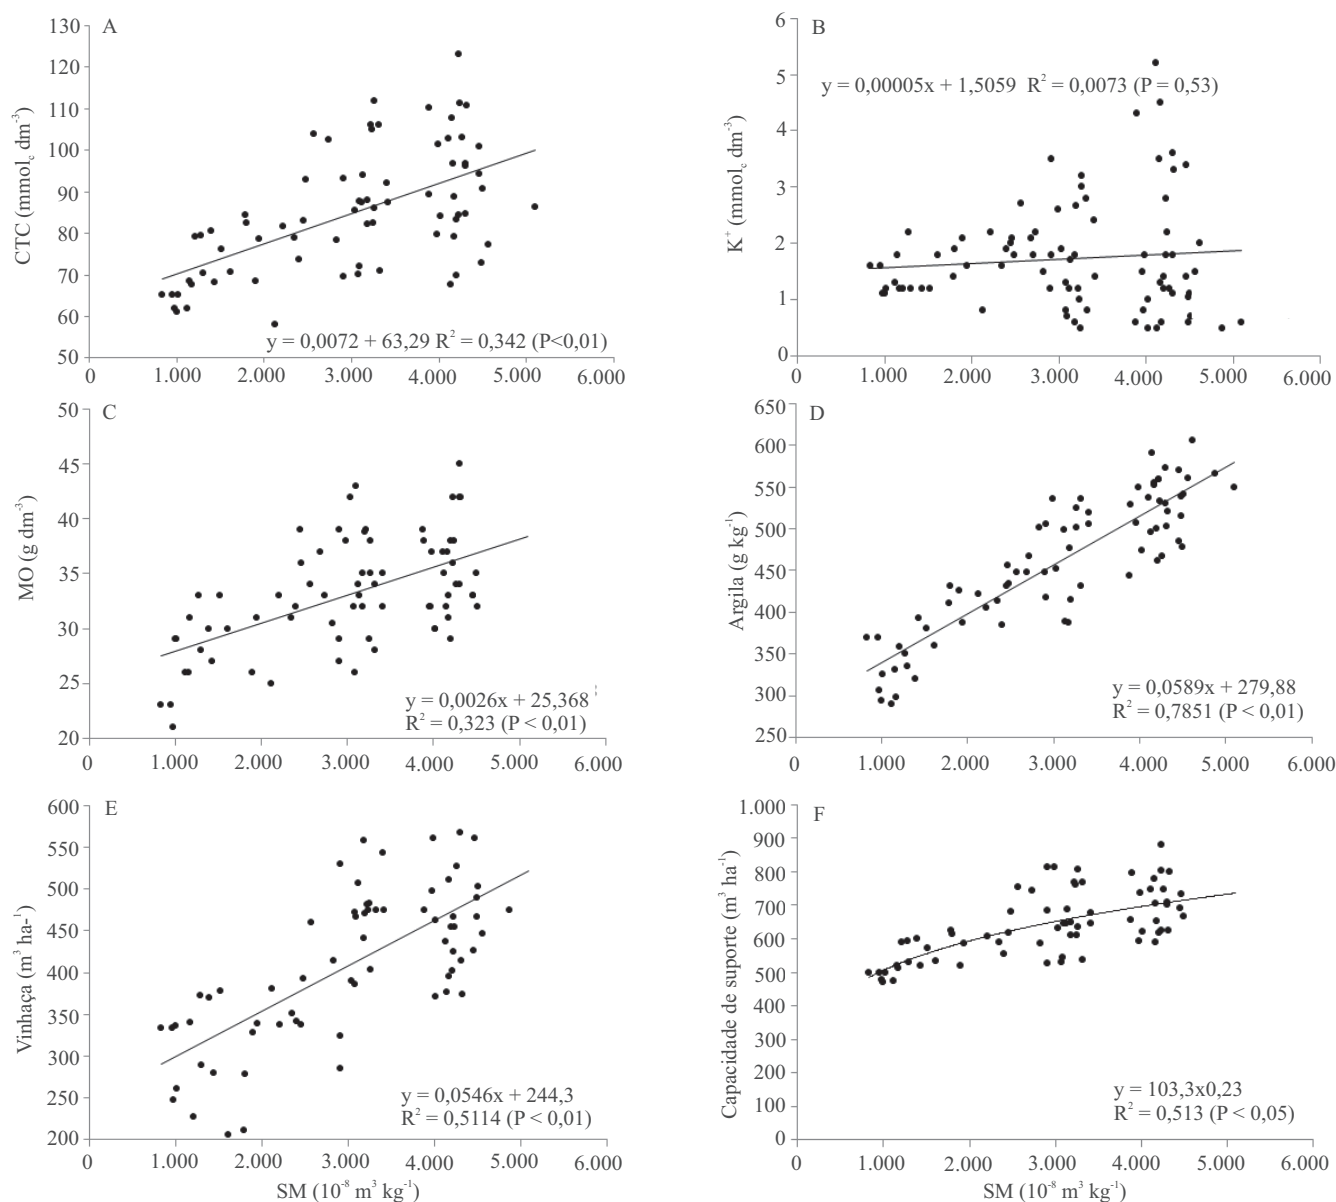 A
CTC (mmolc dm-3)
130
120
110
100
90
80
70
60
50
y = 0,0072 + 63,29 R2 = 0,342 (P<0,01)
0 1.000 2.000 3.000 4.000 5.000 6.000
B
K+ (mmolc dm-3)
6
5
4
3
2
1
0
y = 0,00005x + 1,5059 R2 = 0,0073 (P = 0,53)
0 1.000 2.000 3.000 4.000 5.000 6.000
C
MO (g dm-3)
50
45
40
35
30
25
20
y = 0,0026x + 25,368
R2 = 0,323 (P < 0,01)
0 1.000 2.000 3.000 4.000 5.000 6.000
D
Argila (g kg-1)
650
600
550
500
450
400
350
300
250
y = 0,0589x + 279,88
R2 = 0,7851 (P < 0,01)
0 1.000 2.000 3.000 4.000 5.000 6.000
E
Vinhaça (m3 ha-1)
600
550
500
450
400
350
300
250
200
y = 0,0546x + 244,3
R2 = 0,5114 (P < 0,01)
0 1.000 2.000 3.000 4.000 5.000 6.000
SM (10-8 m3 kg-1)
F
Capacidade de suporte (m3 ha-1)
1.000
900
800
700
600
500
400
300
200
100
0
y = 103,3x0,23
R2 = 0,513 (P < 0,05)
0 1.000 2.000 3.000 4.000 5.000 6.000
SM (10-8 m3 kg-1)